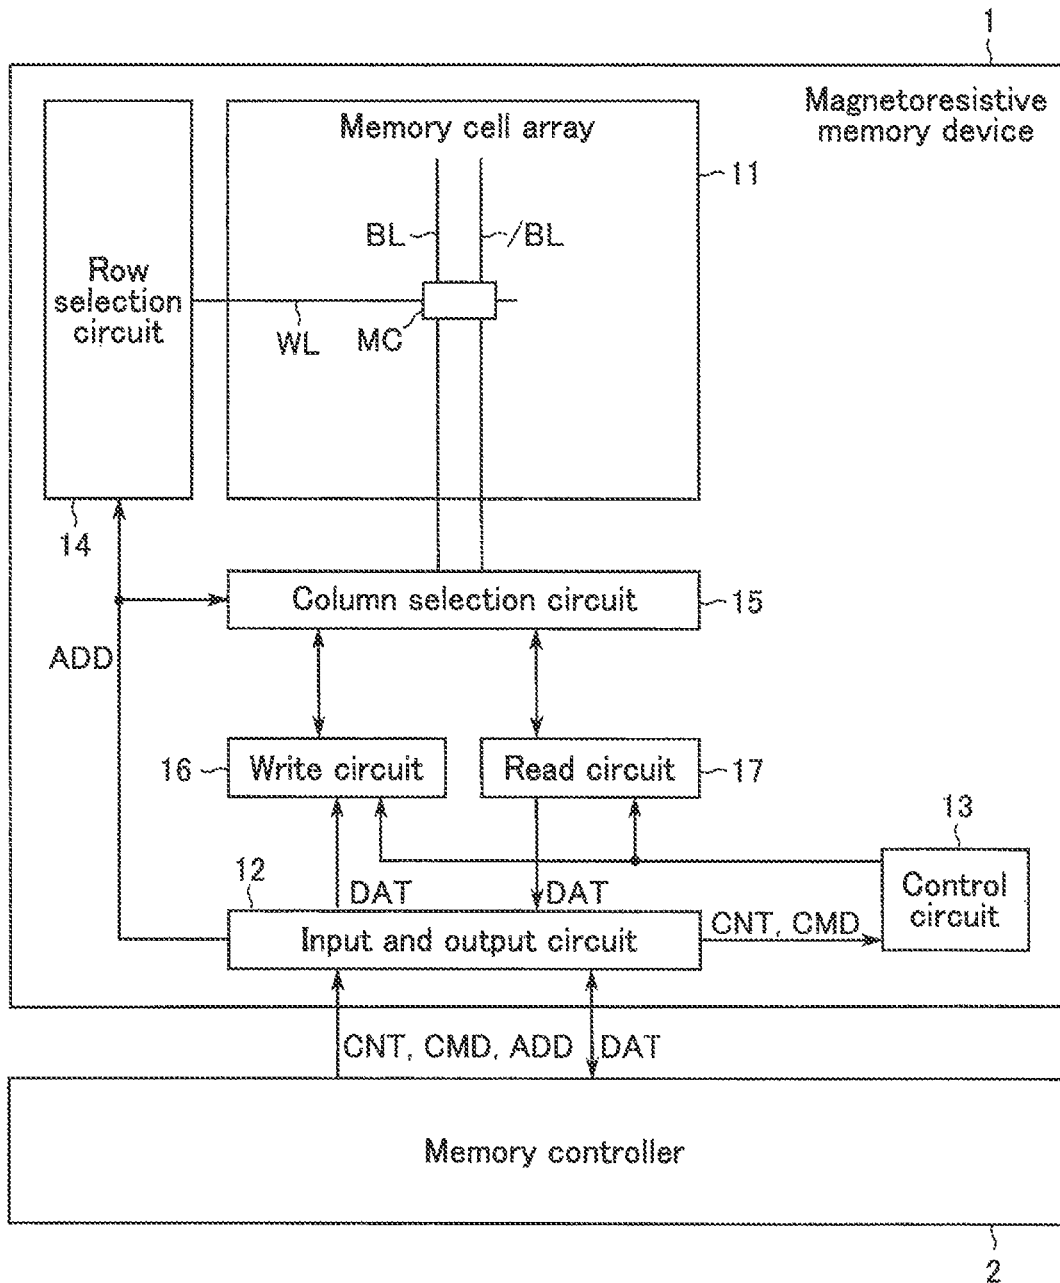 1
Magnetoresistive
memory device
Memory cell array
11
BL
/BL
Row
selection
circuit
WL
MC
14
Column selection circuit
15
ADD
16
Write circuit
Read circuit
17
13
12
DAT
DAT
Control
circuit
Input and output circuit
CNT, CMD
CNT, CMD, ADD
DAT
Memory controller
2